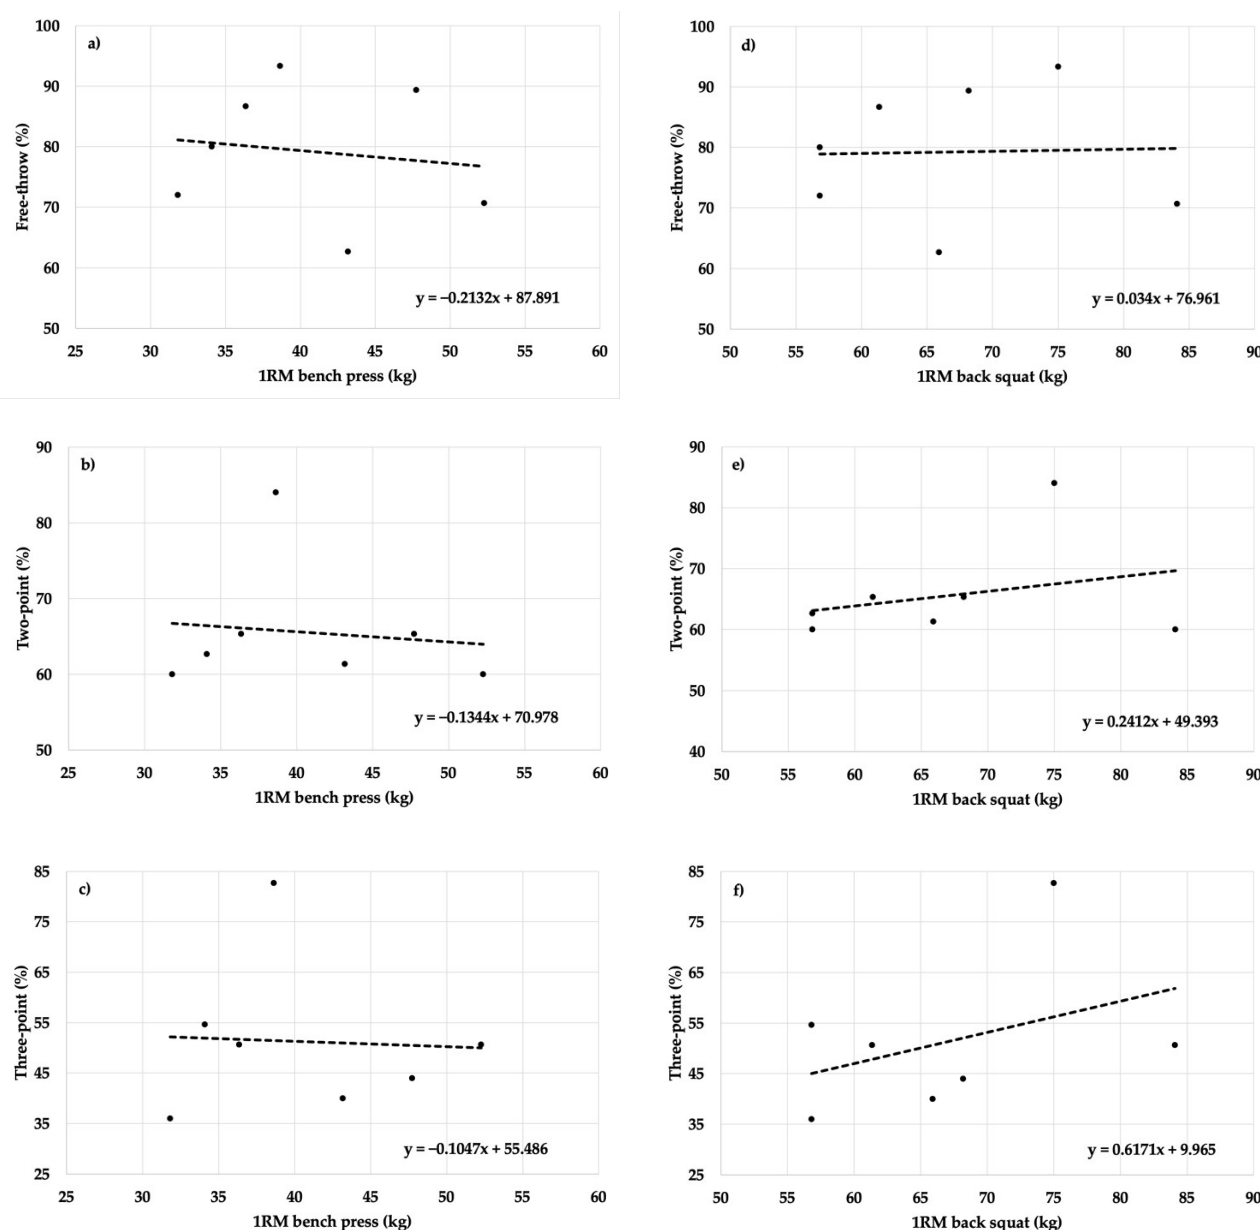 a)
100
90
80
70
60
50
Free-throw (%)
25 30 35 40 45 50 55 60
1RM bench press (kg)
y = −0.2132x + 87.891
d)
100
90
80
70
60
50
Free-throw (%)
50 55 60 65 70 75 80 85 90
1RM back squat (kg)
y = 0.034x + 76.961
b)
90
80
70
60
50
Two-point (%)
25 30 35 40 45 50 55 60
1RM bench press (kg)
y = −0.1344x + 70.978
e)
90
80
70
60
50
40
Two-point (%)
50 55 60 65 70 75 80 85 90
1RM back squat (kg)
y = 0.2412x + 49.393
c)
85
75
65
55
45
35
25
Three-point (%)
25 30 35 40 45 50 55 60
1RM bench press (kg)
y = −0.1047x + 55.486
f)
85
75
65
55
45
35
25
Three-point (%)
50 55 60 65 70 75 80 85 90
1RM back squat (kg)
y = 0.6171x + 9.965